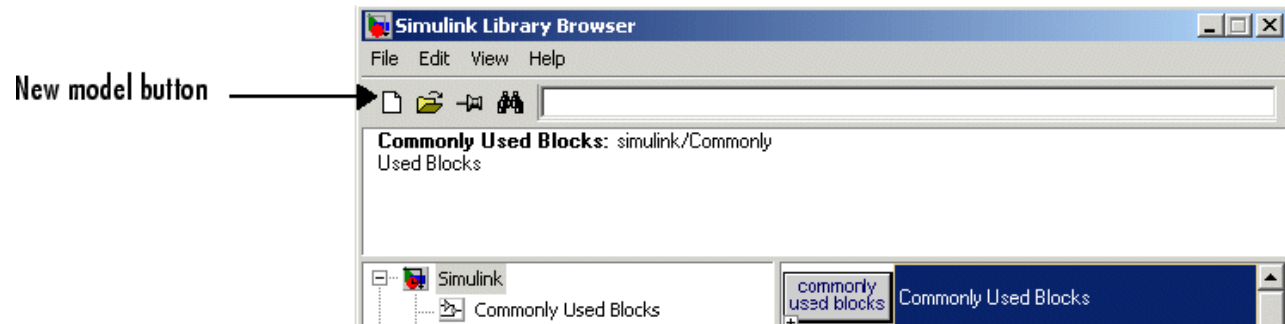 Simulink Library Browser
File Edit View Help
New model button
Commonly Used Blocks: simulink/Commonly
Used Blocks
Simulink
Commonly Used Blocks
commonly
used blocks
Commonly Used Blocks